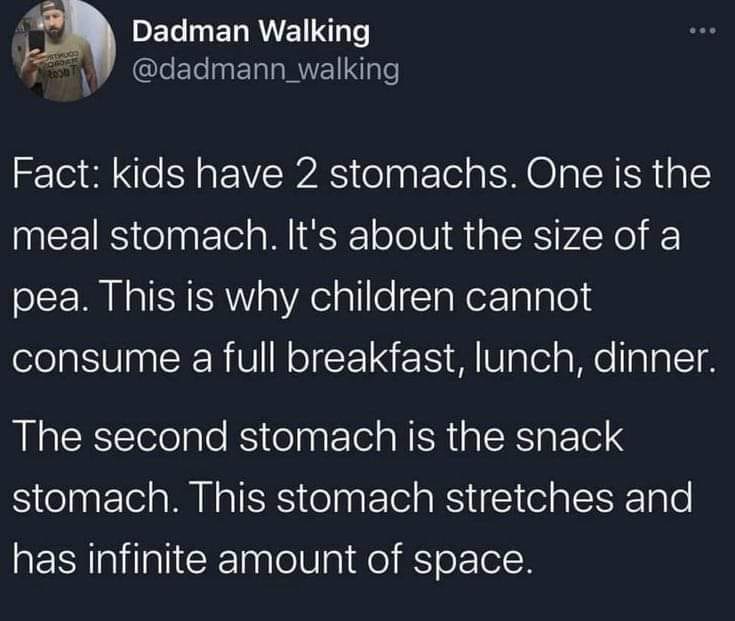 Dadman Walking
@dadmann_walking
Fact: kids have 2 stomachs. One is the
meal stomach. It's about the size of a
pea. This is why children cannot
consume a full breakfast, lunch, dinner.
The second stomach is the snack
stomach. This stomach stretches and
has infinite amount of space.